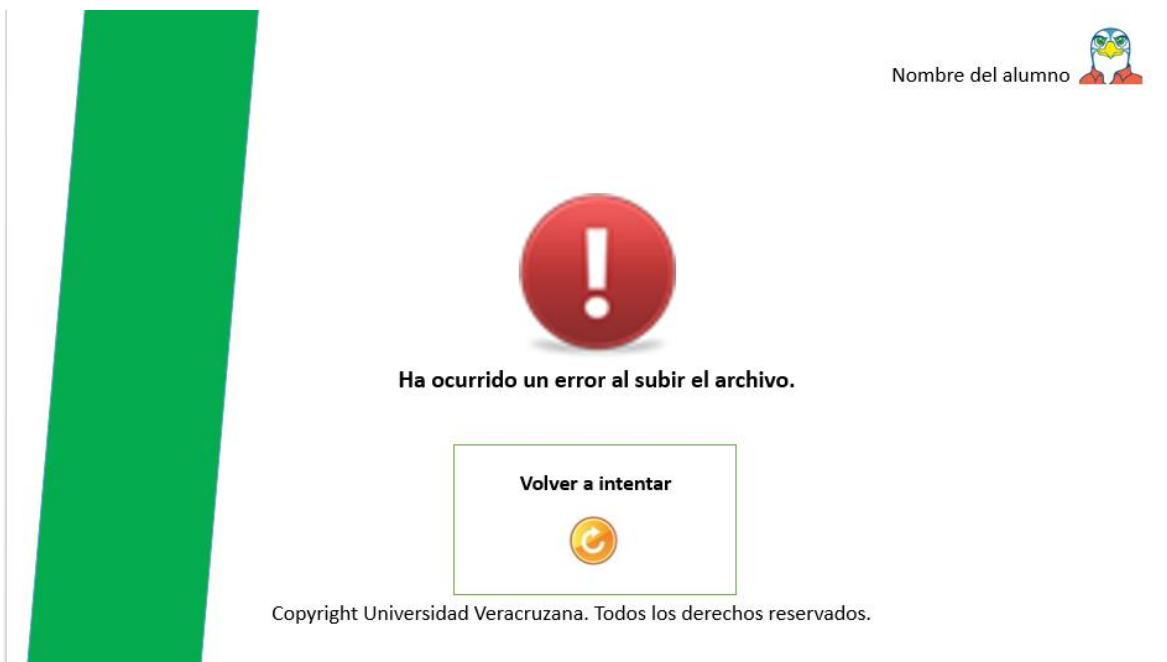 Nombre del alumno
Ha ocurrido un error al subir el archivo.
Volver a intentar
Copyright Universidad Veracruzana. Todos los derechos reservados.